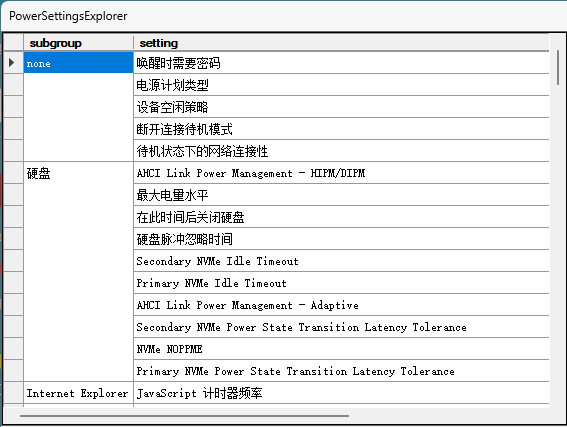 PowerSettingsExplorer
subgroup setting
none 唤醒时需要密码
电源计划类型
设备空闲策略
断开连接待机模式
待机状态下的网络连接性
硬盘 AHCI Link Power Management - HIPM/DIPM
最大电量水平
在此时间后关闭硬盘
硬盘脉冲忽略时间
Secondary NVMe Idle Timeout
Primary NVMe Idle Timeout
AHCI Link Power Management - Adaptive
Secondary NVMe Power State Transition Latency Tolerance
NVMe NOPPME
Primary NVMe Power State Transition Latency Tolerance
Internet Explorer JavaScript 计时器频率